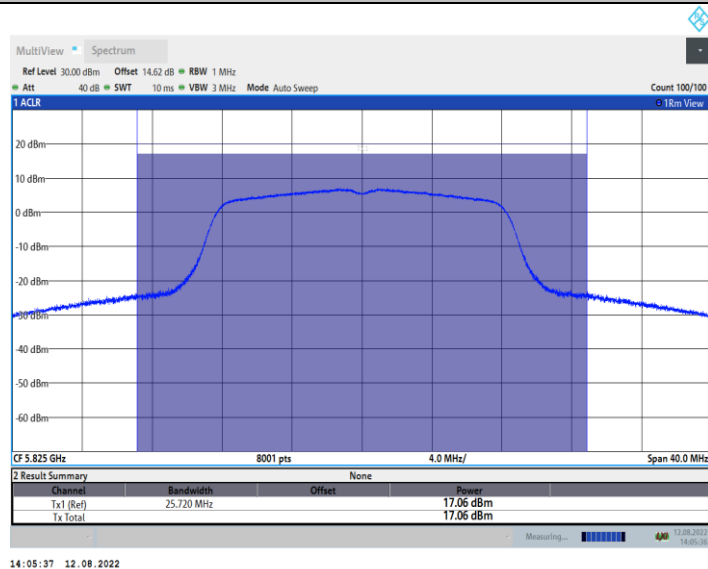 MultiView Spectrum
Ref Level 30.00 dBm Offset 14.62 dB RBW 1 MHz
Att 40 dB SWT 10 ms VBW 3 MHz Mode Auto Sweep Count 100/100
1 ACLR 1Rm View
20 dBm
10 dBm
0 dBm
-10 dBm
-20 dBm
-30 dBm
-40 dBm
-50 dBm
-60 dBm
CF 5.825 GHz 8001 pts 4.0 MHz/ Span 40.0 MHz
2 Result Summary None
Channel Bandwidth Offset Power
Tx1 (Ref) 25.720 MHz 17.06 dBm
Tx Total 17.06 dBm
Measuring... 12.08.2022
14:05:36
14:05:37 12.08.2022